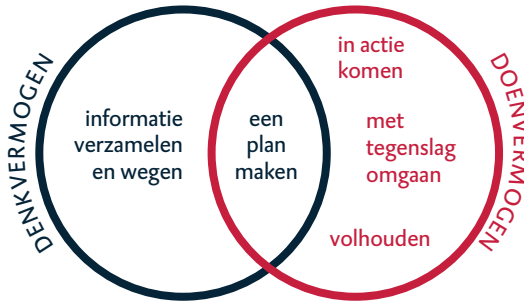 DENKVERMOGEN
informatie
verzamelen
en wegen
een
plan
maken
in actie
komen
met
tegenslag
omgaan
volhouden
DOENVERMOGEN